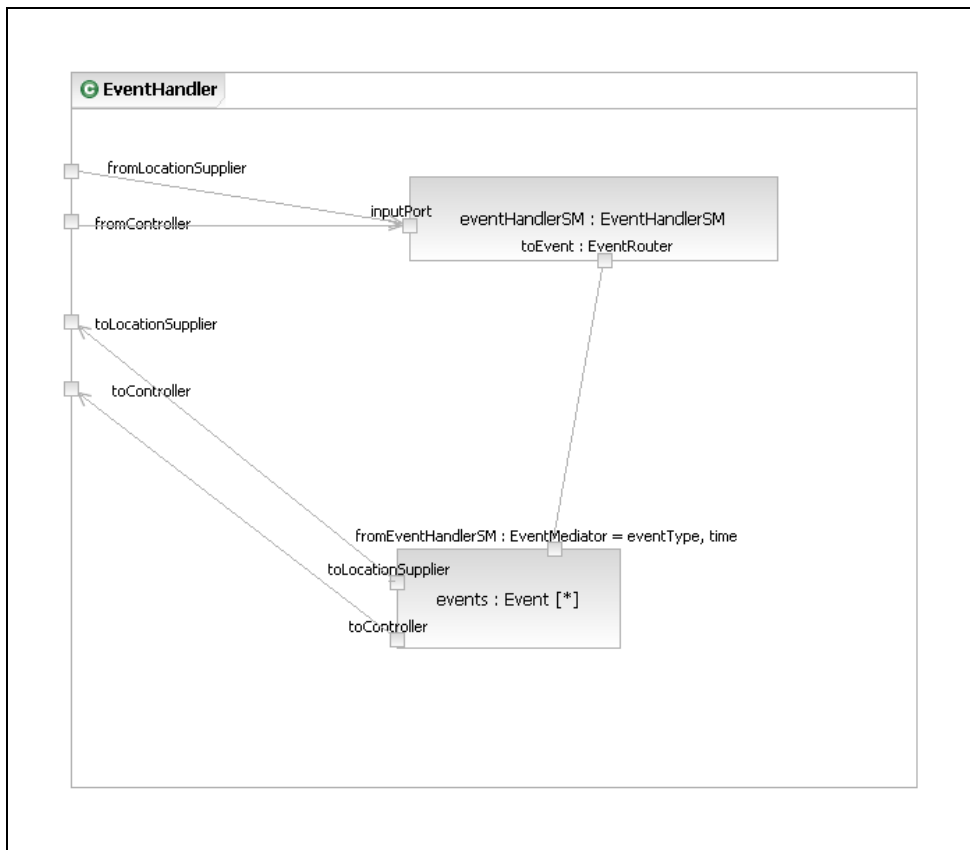 EventHandler
fromLocationSupplier
inputPort
fromController
eventHandlerSM : EventHandlerSM
toEvent : EventRouter
toLocationSupplier
toController
fromEventHandlerSM : EventMediator = eventType, time
toLocationSupplier
events : Event [*]
toController